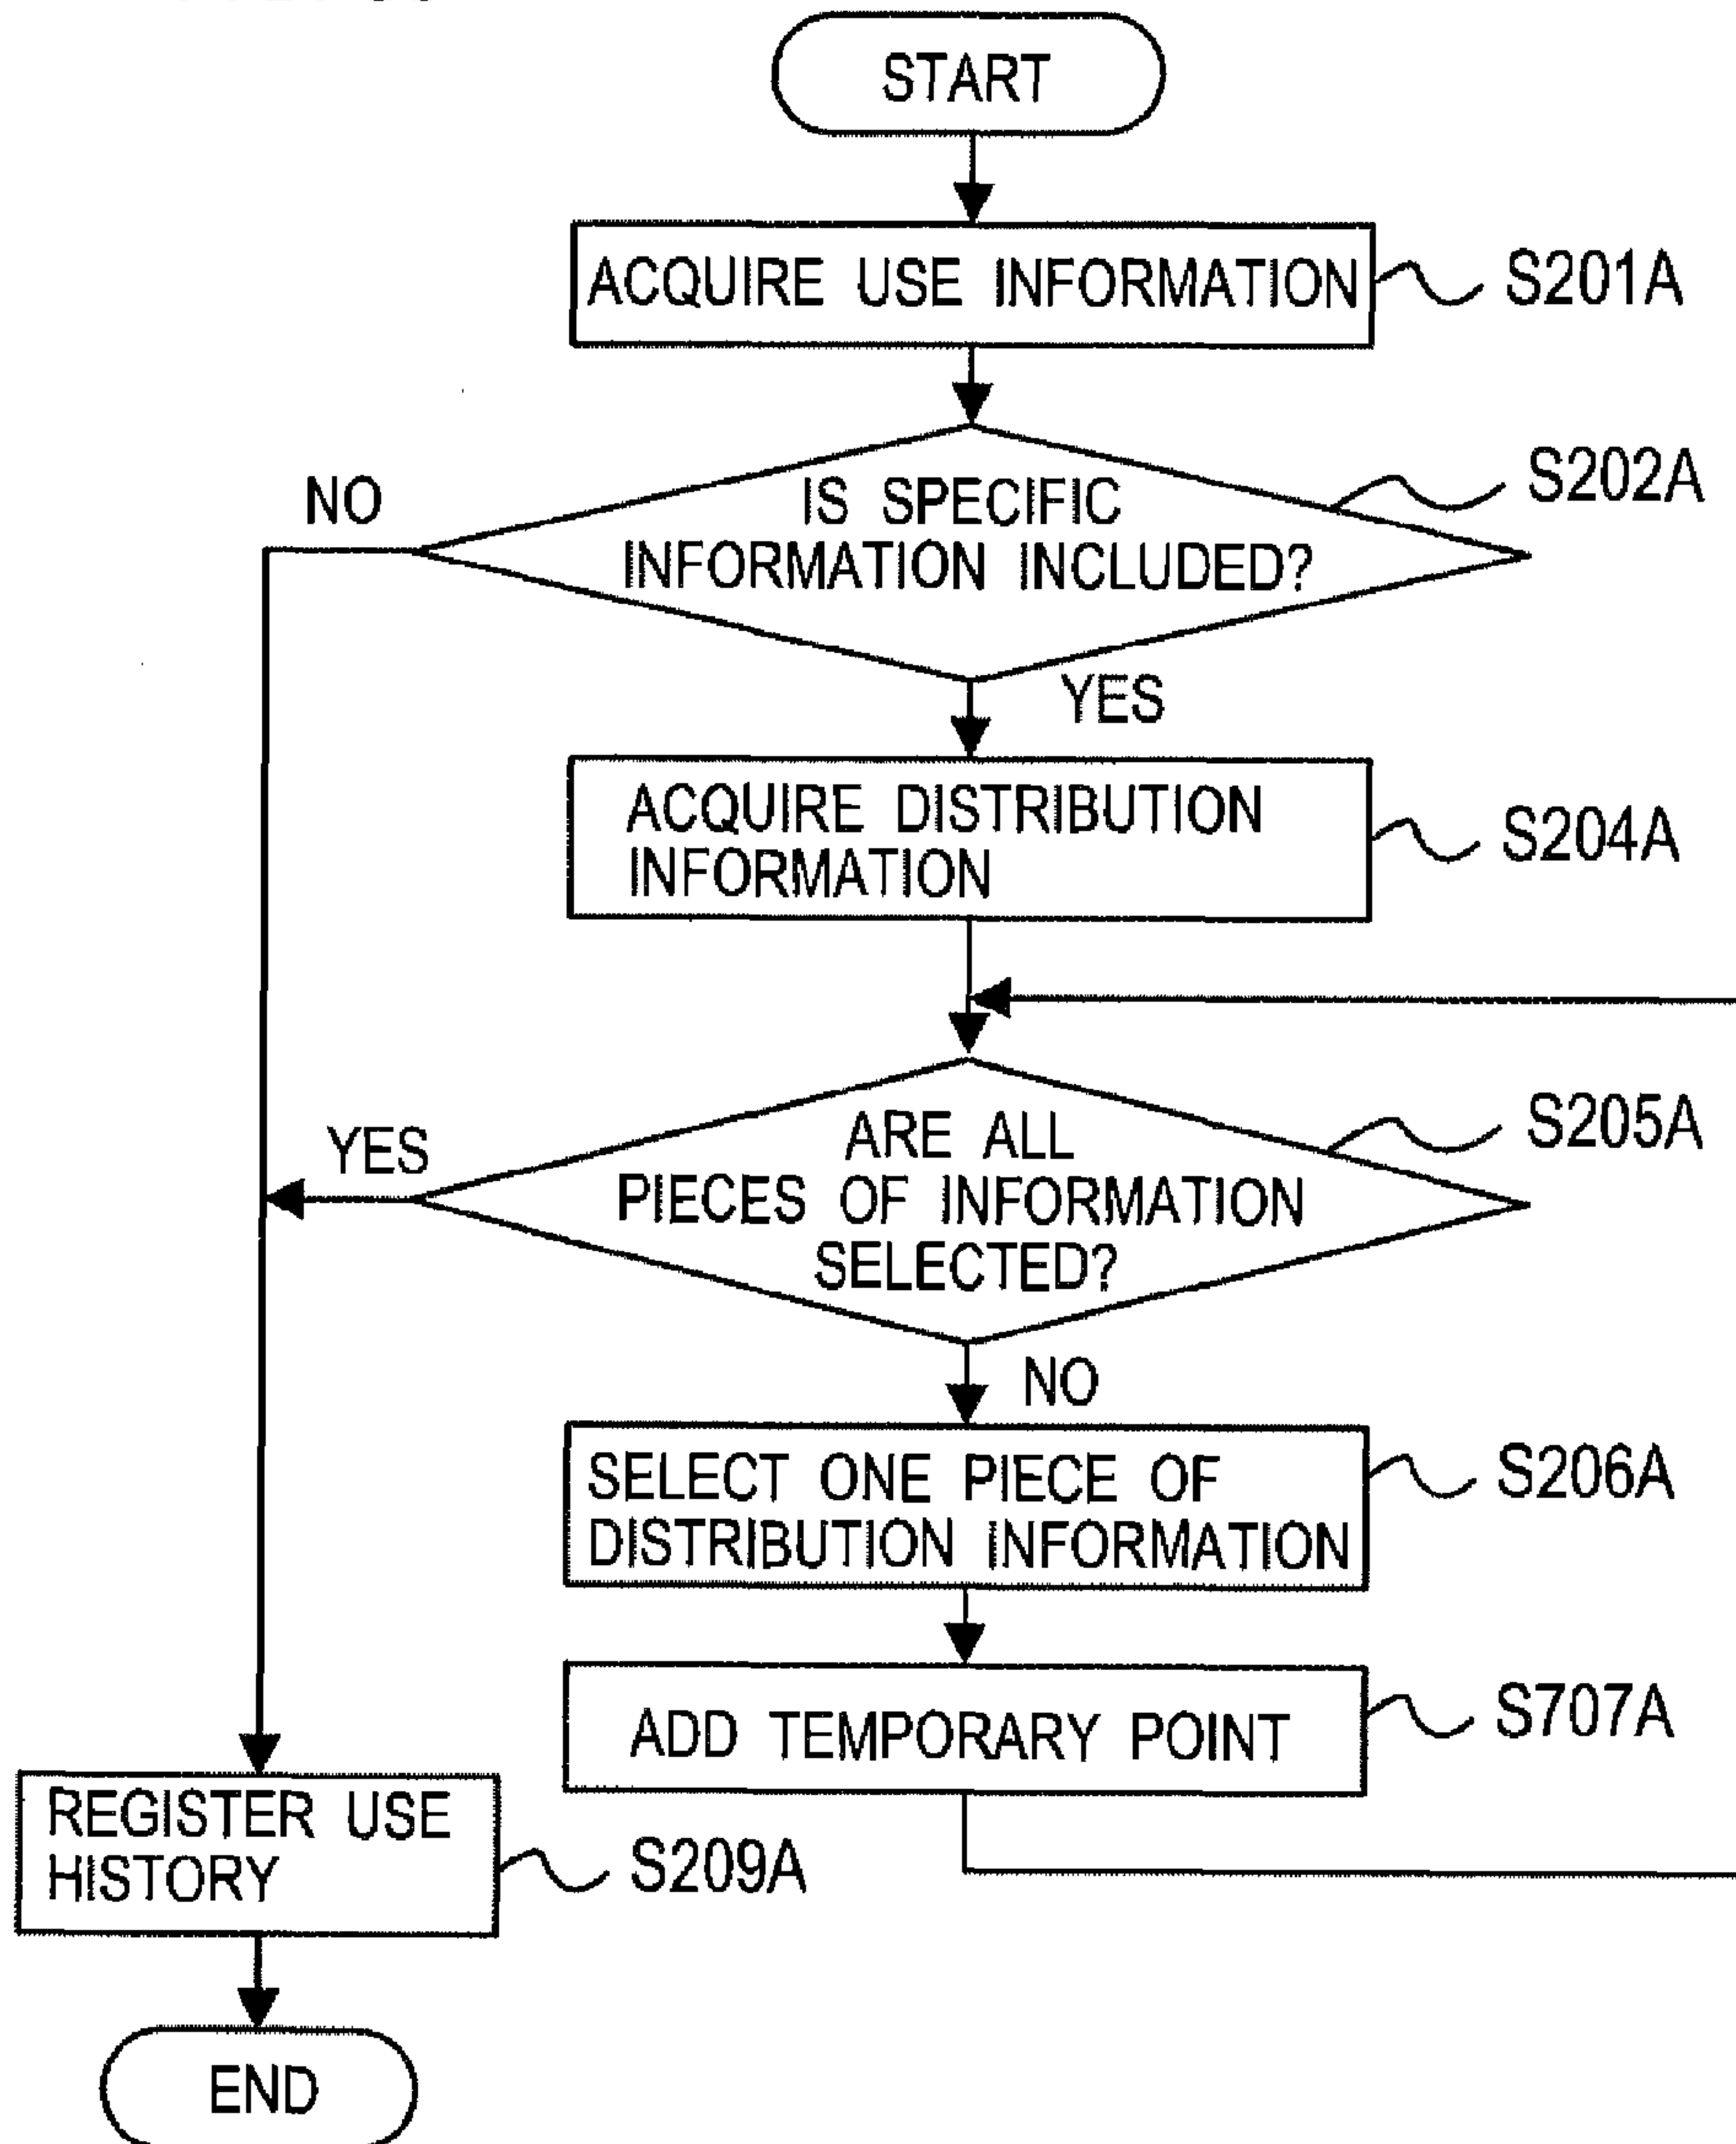 START
ACQUIRE USE INFORMATION
S201A
NO
IS SPECIFIC
INFORMATION INCLUDED?
S202A
YES
ACQUIRE DISTRIBUTION
INFORMATION
S204A
YES
ARE ALL
PIECES OF INFORMATION
SELECTED?
S205A
NO
SELECT ONE PIECE OF
DISTRIBUTION INFORMATION
S206A
ADD TEMPORARY POINT
S707A
REGISTER USE
HISTORY
S209A
END